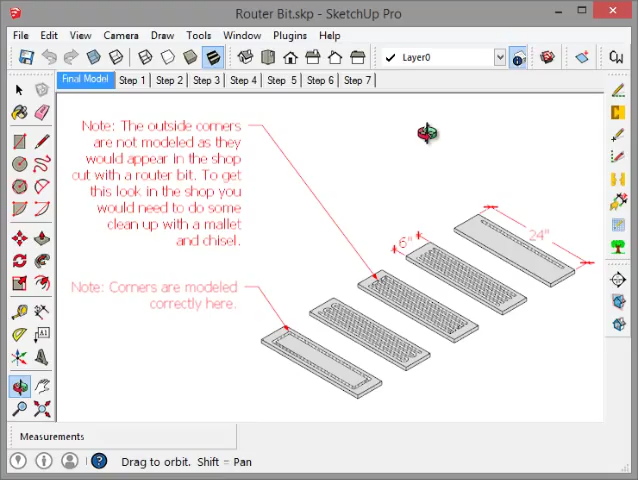 Router Bit.skp - SketchUp Pro
File Edit View Camera Draw Tools Window Plugins Help
Layer0
Final Model Step 1 Step 2 Step 3 Step 4 Step 5 Step 6 Step 7
Note: The outside corners
are not modeled as they
would appear in the shop
cut with a router bit. To get
this look in the shop you
would need to do some
clean up with a mallet
and chisel.
24"
6"
Note: Corners are modeled
correctly here.
A1
Measurements
Drag to orbit. Shift = Pan